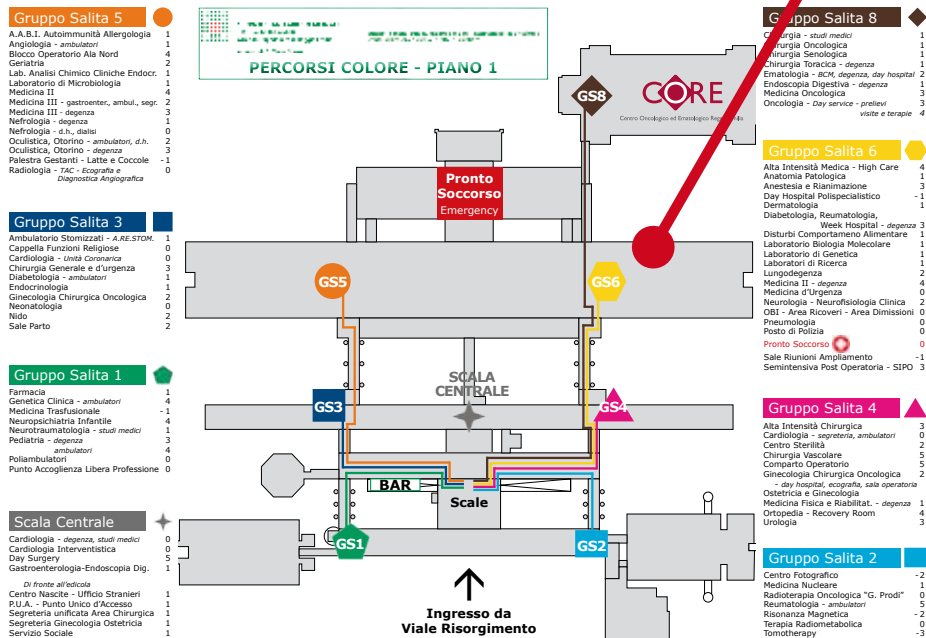 Gruppo Salita 5
A.A.B.I. Autoimmunità Allergologia 1
Angiologia - ambulatori 1
Blocco Operatorio Ala Nord 4
Geriatria 2
Lab. Analisi Chimico Cliniche Endocr. 1
Laboratorio di Microbiologia 1
Medicina II 4
Medicina III - gastroenter., ambul., segr. 2
Medicina III - degenza 3
Nefrologia - degenza 1
Nefrologia - d.h., dialisi 0
Oculistica, Otorino - ambulatori, d.h. 2
Oculistica, Otorino - degenza 3
Palestra Gestanti - Latte e Coccole -1
Radiologia - TAC - Ecografia e 0
Diagnostica Angiografica
Gruppo Salita 3
Ambulatorio Stomizzati - A.RE.STOM. 1
Cappella Funzioni Religiose 0
Cardiologia - Unità Coronarica 0
Chirurgia Generale e d'urgenza 3
Diabetologia - ambulatori 1
Endocrinologia 1
Ginecologia Chirurgica Oncologica 2
Neonatologia 0
Nido 2
Sale Parto 2
Gruppo Salita 1
Farmacia 1
Genetica Clinica - ambulatori 4
Medicina Trasfusionale -1
Neuropsichiatria Infantile 4
Neurotraumatologia - studi medici 1
Pediatria - degenza 3
ambulatori 4
Poliambulatori 0
Punto Accoglienza Libera Professione 0
Scala Centrale
Cardiologia - degenza, studi medici 0
Cardiologia Interventistica 0
Day Surgery 5
Gastroenterologia-Endoscopia Dig. 1
Di fronte all'edicola
Centro Nascite - Ufficio Stranieri 1
P.U.A. - Punto Unico d'Accesso 1
Segreteria unificata Area Chirurgica 1
Segreteria Ginecologia Ostetricia 1
Servizio Sociale 1
PERCORSI COLORE - PIANO 1
GS8
CORE
Centro Oncologico ed Ematologico
Pronto
Soccorso
Emergency
GS5
GS6
SCALA
CENTRALE
GS3
GS4
BAR
Scale
GS1
GS2
Ingresso da
Viale Risorgimento
Gruppo Salita 8
- studi medici 1
Chirurgia Oncologica 1
Chirurgia Senologica 1
Chirurgia Toracica - degenza 1
Ematologia - BCM, degenza, day hospital 2
Endoscopia Digestiva - degenza 1
Medicina Oncologica 3
Oncologia - Day service - prelievi 3
visite e terapie 4
Gruppo Salita 6
Alta Intensità Medica - High Care 4
Anatomia Patologica 1
Anestesia e Rianimazione 3
Day Hospital Polispecialistico -1
Dermatologia 1
Diabetologia, Reumatologia,
Week Hospital - degenza 3
Disturbi Comportameno Alimentare 1
Laboratorio Biologia Molecolare 1
Laboratorio di Genetica 1
Laboratori di Ricerca 1
Lungodegenza 2
Medicina II - degenza 4
Medicina d'Urgenza 0
Neurologia - Neurofisiologia Clinica 2
OBI - Area Ricoveri - Area Dimissioni 0
Pneumologia 0
Posto di Polizia 0
Pronto Soccorso 0
Sale Riunioni Ampliamento -1
Semintensiva Post Operatoria - SIPO 3
Gruppo Salita 4
Alta Intensità Chirurgica 3
Cardiologia - segreteria, ambulatori 0
Centro Sterilità 2
Chirurgia Vascolare 5
Comparto Operatorio 5
Ginecologia Chirurgica Oncologica 2
- day hospital, ecografia, sala operatoria
Ostetricia e Ginecologia
Medicina Fisica e Riabilitat. - degenza 1
Ortopedia - Recovery Room 4
Urologia 3
Gruppo Salita 2
Centro Fotografico -2
Medicina Nucleare 1
Radioterapia Oncologica "G. Prodi" 0
Reumatologia - ambulatori 5
Risonanza Magnetica -2
Terapia Radiometabolica 0
Tomotherapy -3